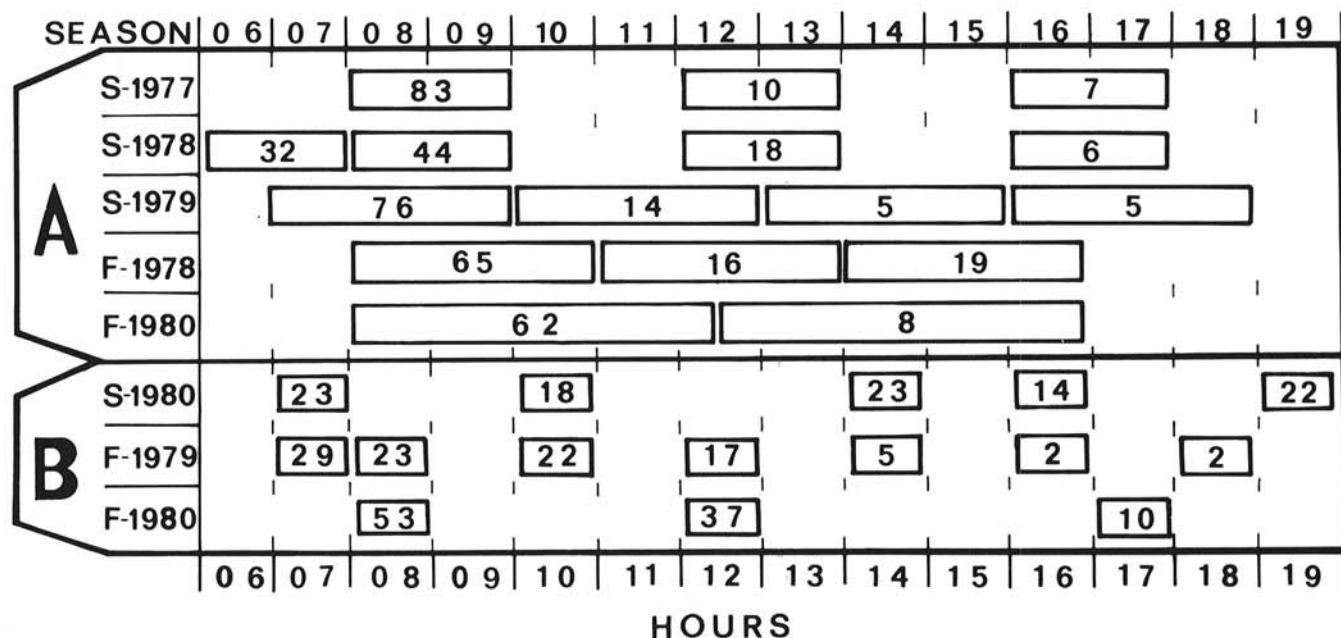 SEASON 06 07 08 09 10 11 12 13 14 15 16 17 18 19
A
S-1977 83 10 7
S-1978 32 44 18 6
S-1979 76 14 5 5
F-1978 65 16 19
F-1980 62 8
B
S-1980 23 18 23 14 22
F-1979 29 23 22 17 5 2 2
F-1980 53 37 10
06 07 08 09 10 11 12 13 14 15 16 17 18 19
HOURS